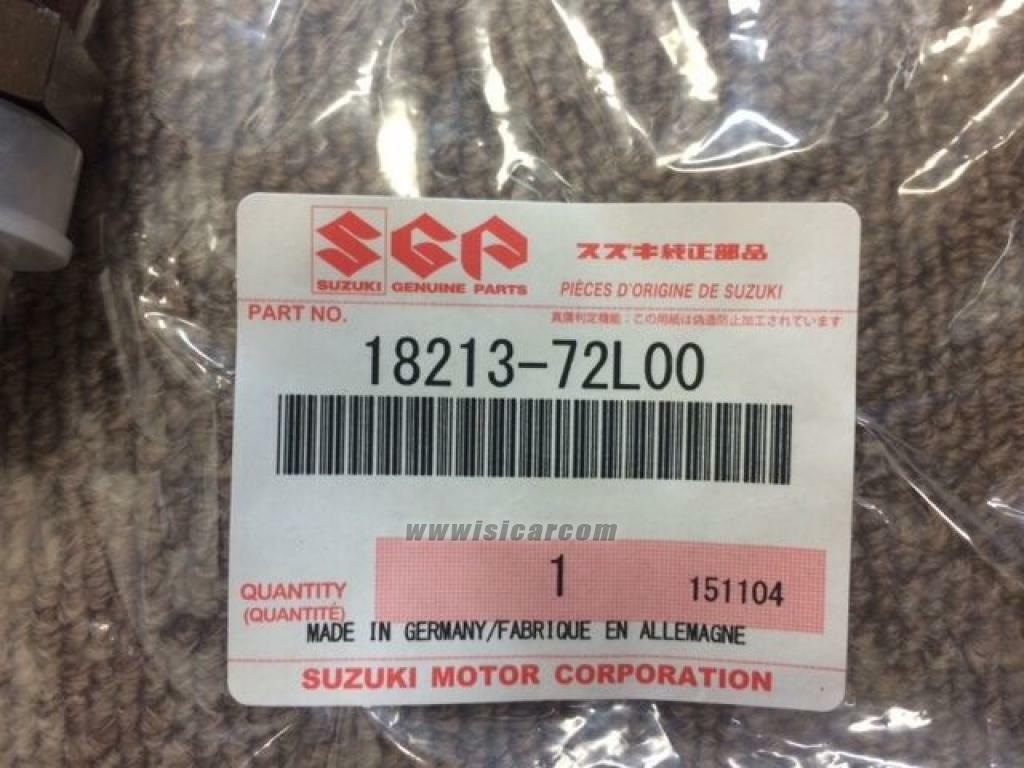 SGP
スズキ純正部品
SUZUKI GENUINE PARTS
PIÈCES D'ORIGINE DE SUZUKI
PART NO.
真贋判定機能：この用紙は偽造防止加工されています
18213-72L00
wwwisicarcom
1
151104
QUANTITY
(QUANTITÉ)
MADE IN GERMANY/FABRIQUE EN ALLEMAGNE
SUZUKI MOTOR CORPORATION